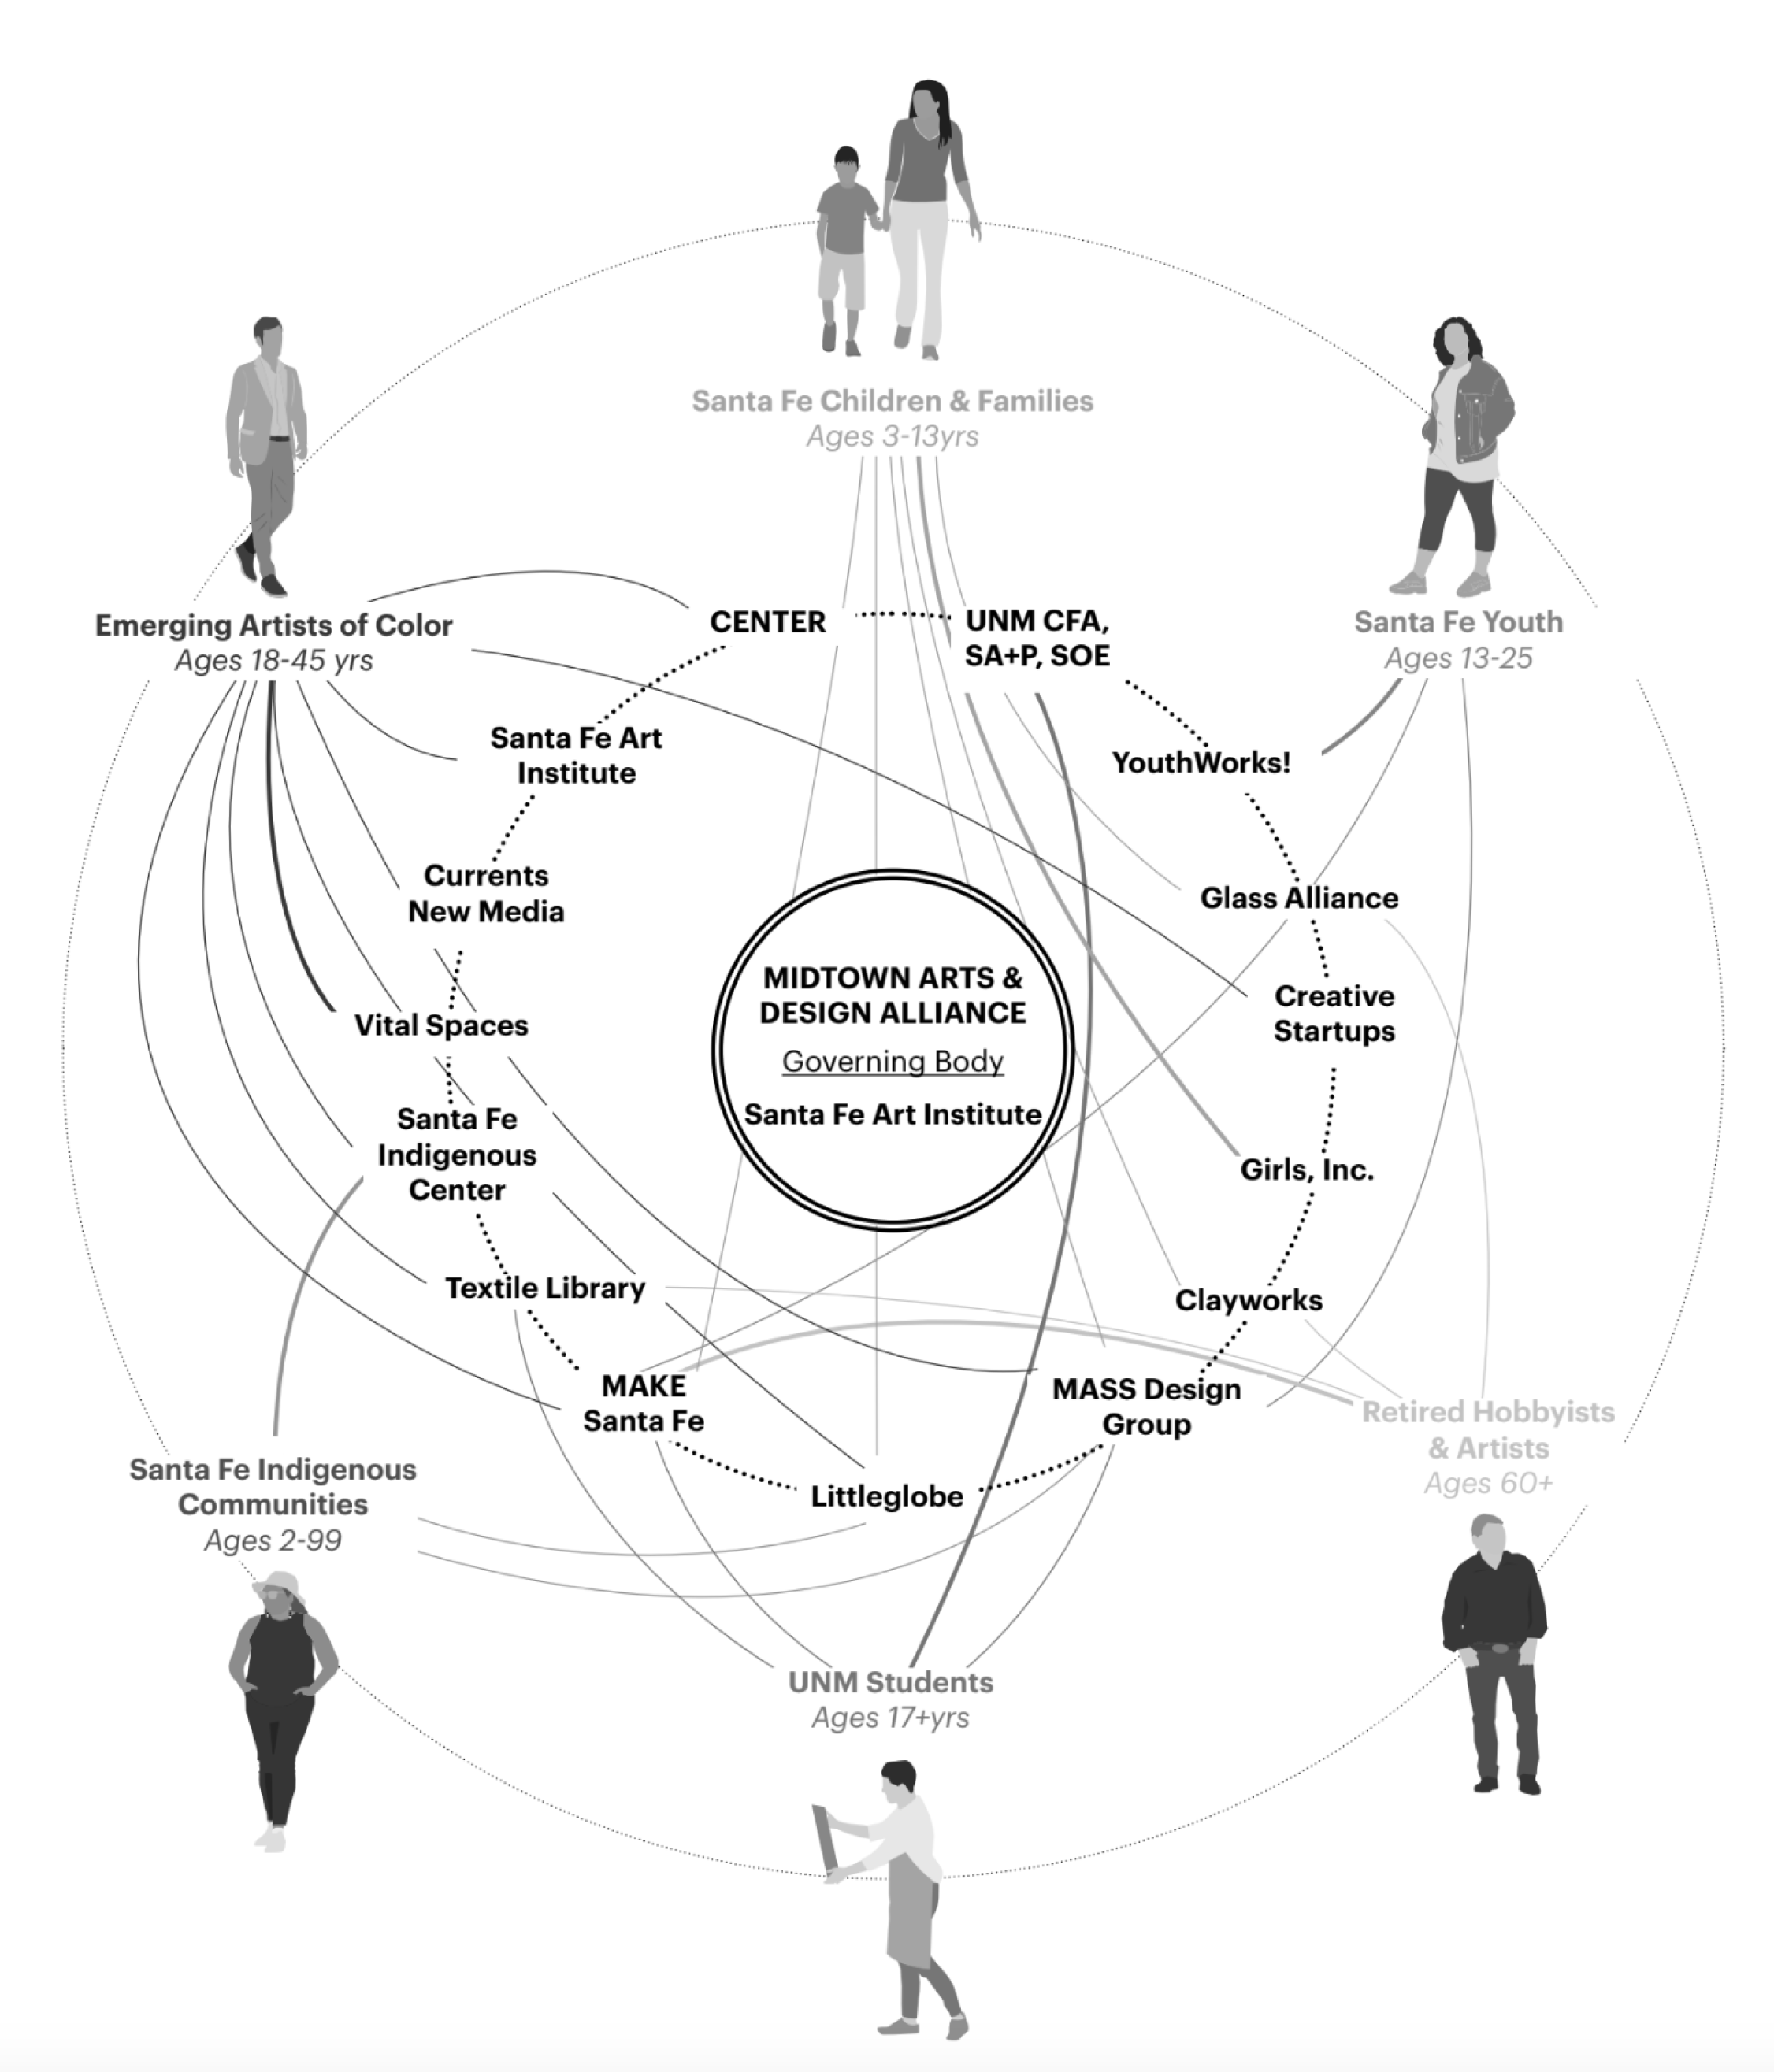 Santa Fe Children & Families
Ages 3-13yrs
Emerging Artists of Color
Ages 18-45 yrs
CENTER
UNM CFA,
SA+P, SOE
Santa Fe Youth
Ages 13-25
Santa Fe Art
Institute
YouthWorks!
Currents
New Media
Glass Alliance
MIDTOWN ARTS &
DESIGN ALLIANCE
Governing Body
Santa Fe Art Institute
Creative
Startups
Vital Spaces
Santa Fe
Indigenous
Center
Girls, Inc.
Textile Library
Clayworks
MAKE
Santa Fe
MASS Design
Group
Retired Hobbyists
& Artists
Ages 60+
Santa Fe Indigenous
Communities
Ages 2-99
Littleglobe
UNM Students
Ages 17+yrs